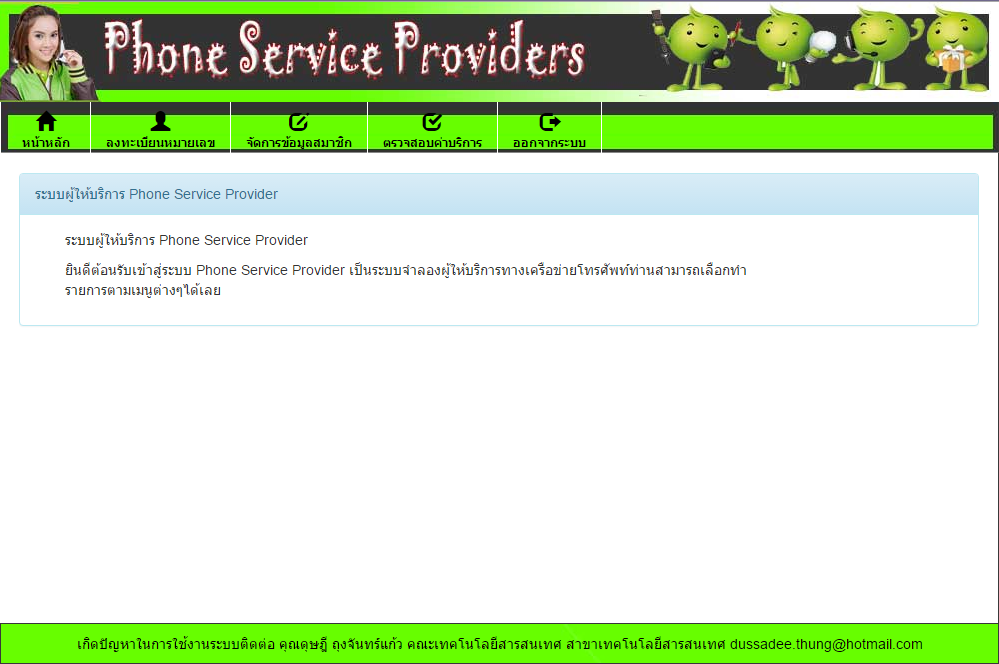 Phone Service Providers
หน้าหลัก
ลงทะเบียนหมายเลข
จัดการข้อมูลสมาชิก
ตรวจสอบค่าบริการ
ออกจากระบบ
ระบบผู้ให้บริการ Phone Service Provider
ระบบผู้ให้บริการ Phone Service Provider
ยินดีต้อนรับเข้าสู่ระบบ Phone Service Provider เป็นระบบจำลองผู้ให้บริการทางเครือข่ายโทรศัพท์ท่านสามารถเลือกทำ
รายการตามเมนูต่างๆได้เลย
เกิดปัญหาในการใช้งานระบบติดต่อ คุณดุษฎี ถุงจันทร์แก้ว คณะเทคโนโลยีสารสนเทศ สาขาเทคโนโลยีสารสนเทศ dussadee.thung@hotmail.com